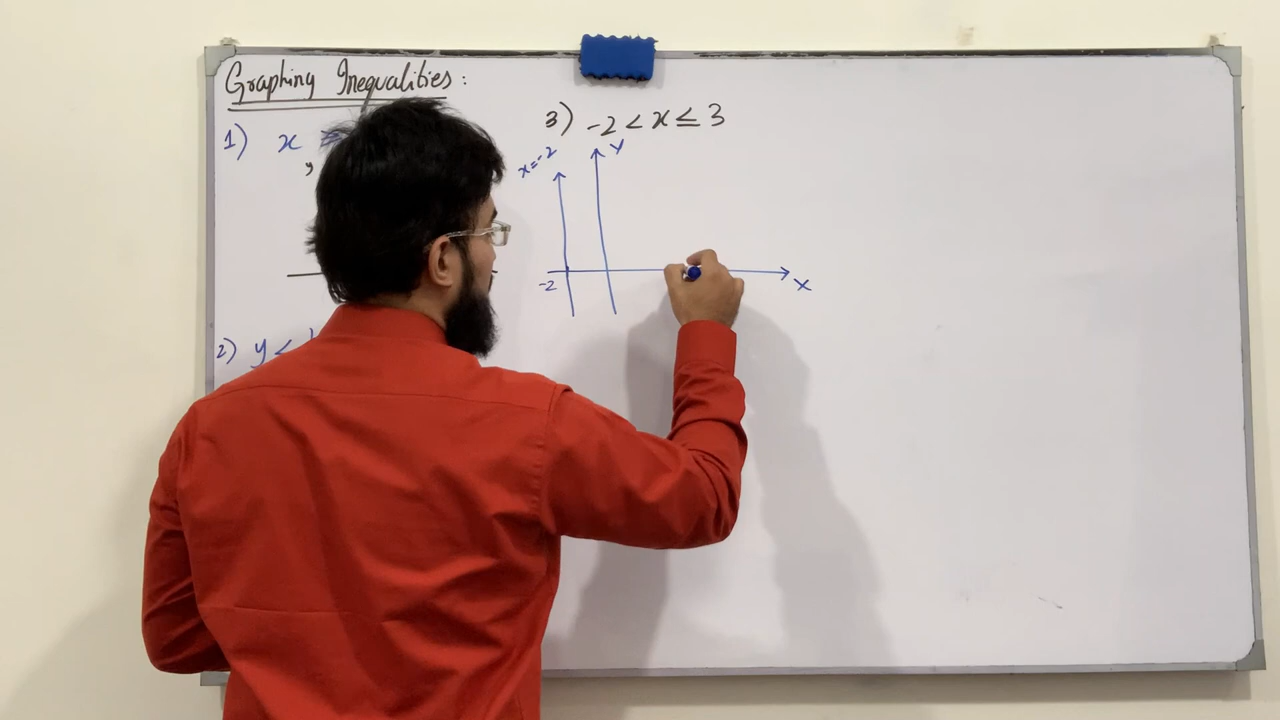 Graphing Inequalities:
1) x
3) -2 < x ≤ 3
x=-2
y
-2
x
2) y <